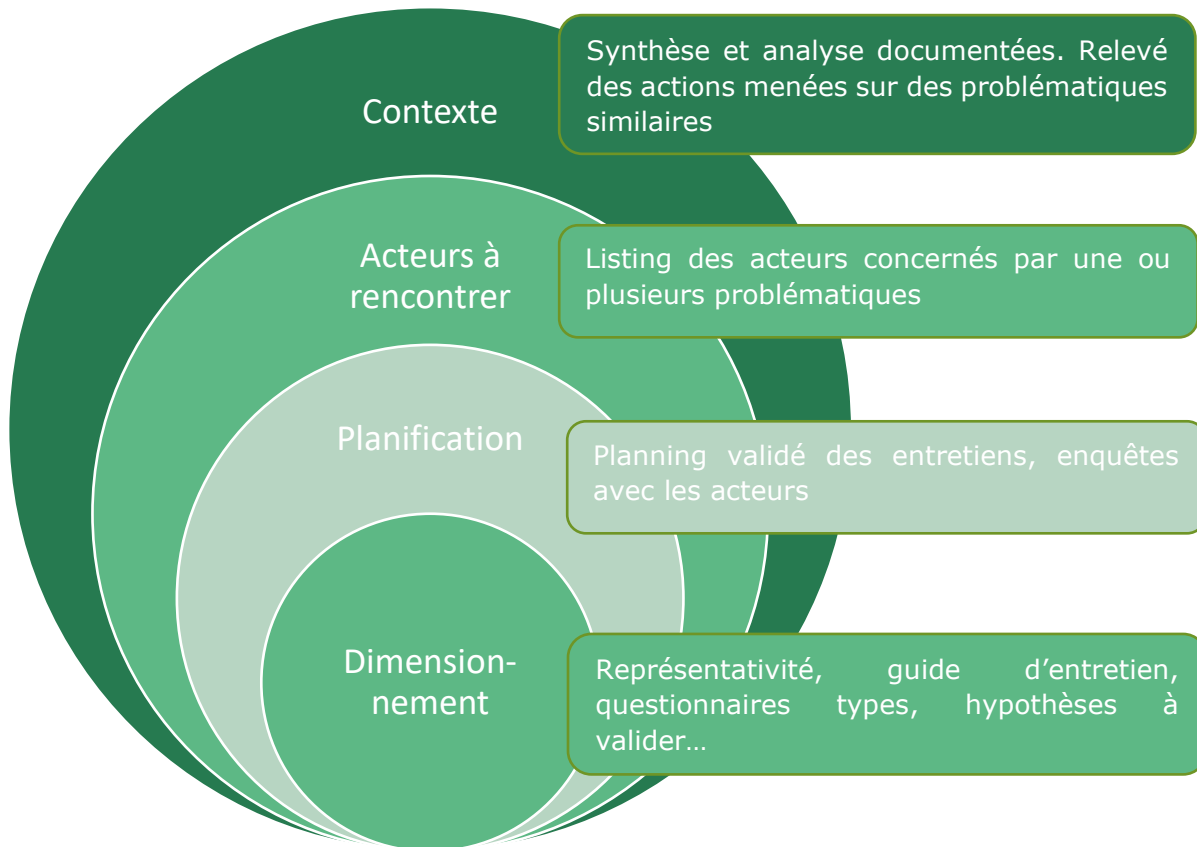 Contexte
Synthèse et analyse documentées. Relevé
des actions menées sur des problématiques
similaires
Acteurs à
rencontrer
Listing des acteurs concernés par une ou
plusieurs problématiques
Planification
Planning validé des entretiens, enquêtes
avec les acteurs
Dimension-
nement
Représentativité, guide d’entretien,
questionnaires types, hypothèses à
valider…